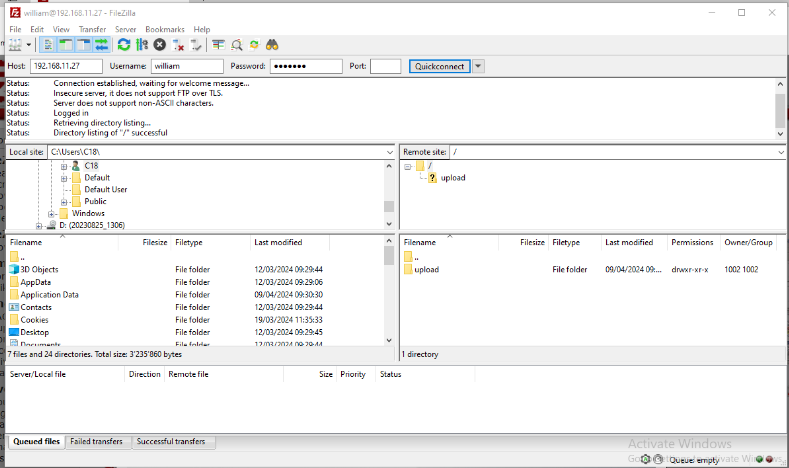 william@192.168.11.27 - FileZilla
File Edit View Transfer Server Bookmarks Help
Host: 192.168.11.27 Username: william Password: ●●●●●●● Port: Quickconnect
Status: Connection established, waiting for welcome message...
Status: Insecure server, it does not support FTP over TLS.
Status: Server does not support non-ASCII characters.
Status: Logged in
Status: Retrieving directory listing...
Status: Directory listing of "/" successful
Local site: C:\Users\C18\
Remote site: /
C18
Default
Default User
Public
Windows
D: (20230825_1306)
/
upload
Filename Filesize Filetype Last modified
..
3D Objects File folder 12/03/2024 09:29:44
AppData File folder 12/03/2024 09:29:06
Application Data File folder 09/04/2024 09:30:30
Contacts File folder 12/03/2024 09:29:44
Cookies File folder 19/03/2024 11:35:33
Desktop File folder 12/03/2024 09:29:45
Documents File folder 12/03/2024 09:29:44
7 files and 24 directories. Total size: 3'235'860 bytes
Filename Filesize Filetype Last modified Permissions Owner/Group
..
upload File folder 09/04/2024 09:... drwxr-xr-x 1002 1002
1 directory
Server/Local file Direction Remote file Size Priority Status
Queued files Failed transfers Successful transfers
Activate Windows
Queue: empty